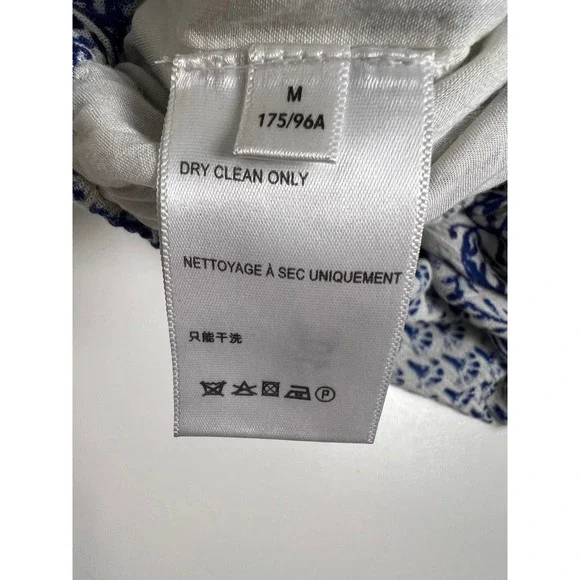 M
175/96A
DRY CLEAN ONLY
NETTOYAGE À SEC UNIQUEMENT
只能干洗
P